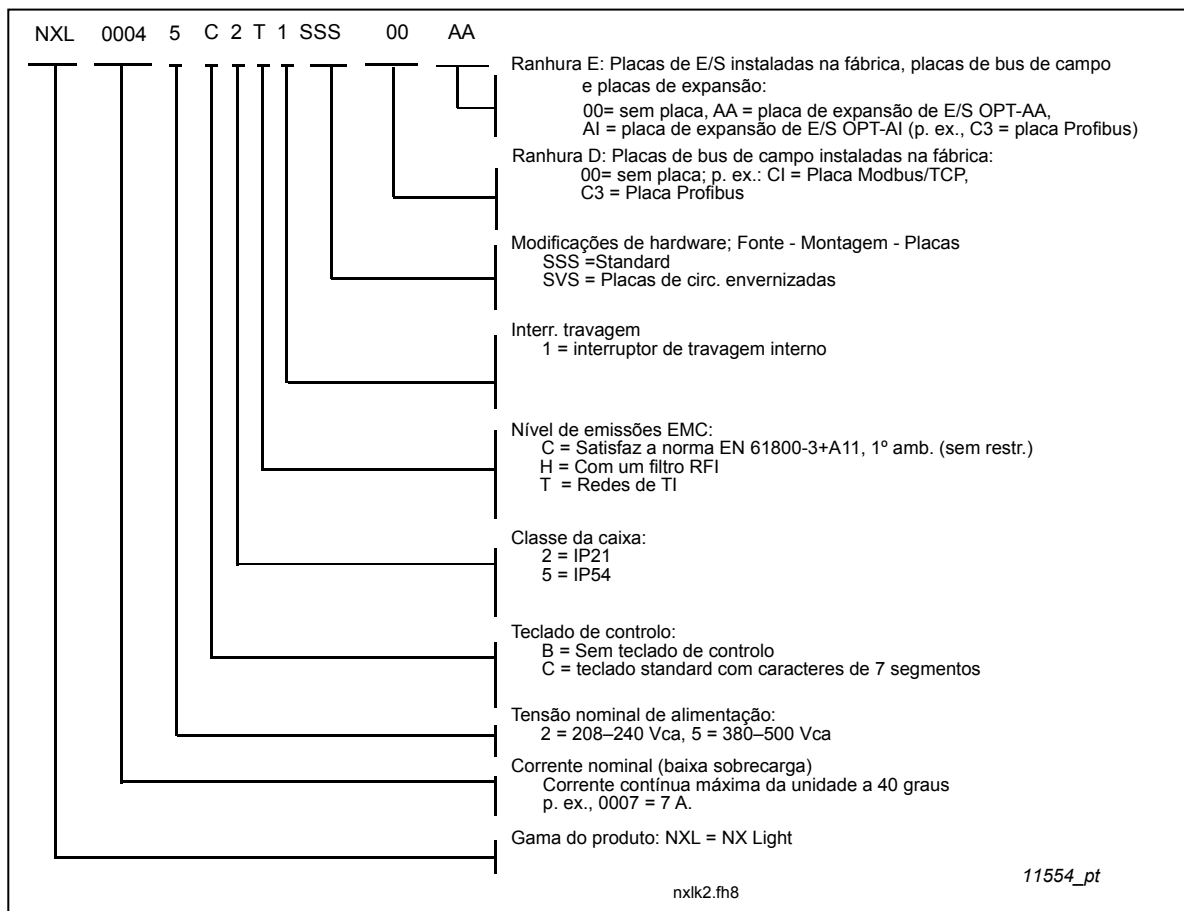 NXL 0004 5 C 2 T 1 SSS 00 AA
Ranhura E: Placas de E/S instaladas na fábrica, placas de bus de campo
e placas de expansão:
00= sem placa, AA = placa de expansão de E/S OPT-AA,
AI = placa de expansão de E/S OPT-AI (p. ex., C3 = placa Profibus)
Ranhura D: Placas de bus de campo instaladas na fábrica:
00= sem placa; p. ex.: CI = Placa Modbus/TCP,
C3 = Placa Profibus
Modificações de hardware; Fonte - Montagem - Placas
SSS =Standard
SVS = Placas de circ. envernizadas
Interr. travagem
1 = interruptor de travagem interno
Nível de emissões EMC:
C = Satisfaz a norma EN 61800-3+A11, 1º amb. (sem restr.)
H = Com um filtro RFI
T = Redes de TI
Classe da caixa:
2 = IP21
5 = IP54
Teclado de controlo:
B = Sem teclado de controlo
C = teclado standard com caracteres de 7 segmentos
Tensão nominal de alimentação:
2 = 208–240 Vca, 5 = 380–500 Vca
Corrente nominal (baixa sobrecarga)
Corrente contínua máxima da unidade a 40 graus
p. ex., 0007 = 7 A.
Gama do produto: NXL = NX Light
11554_pt
nxlk2.fh8